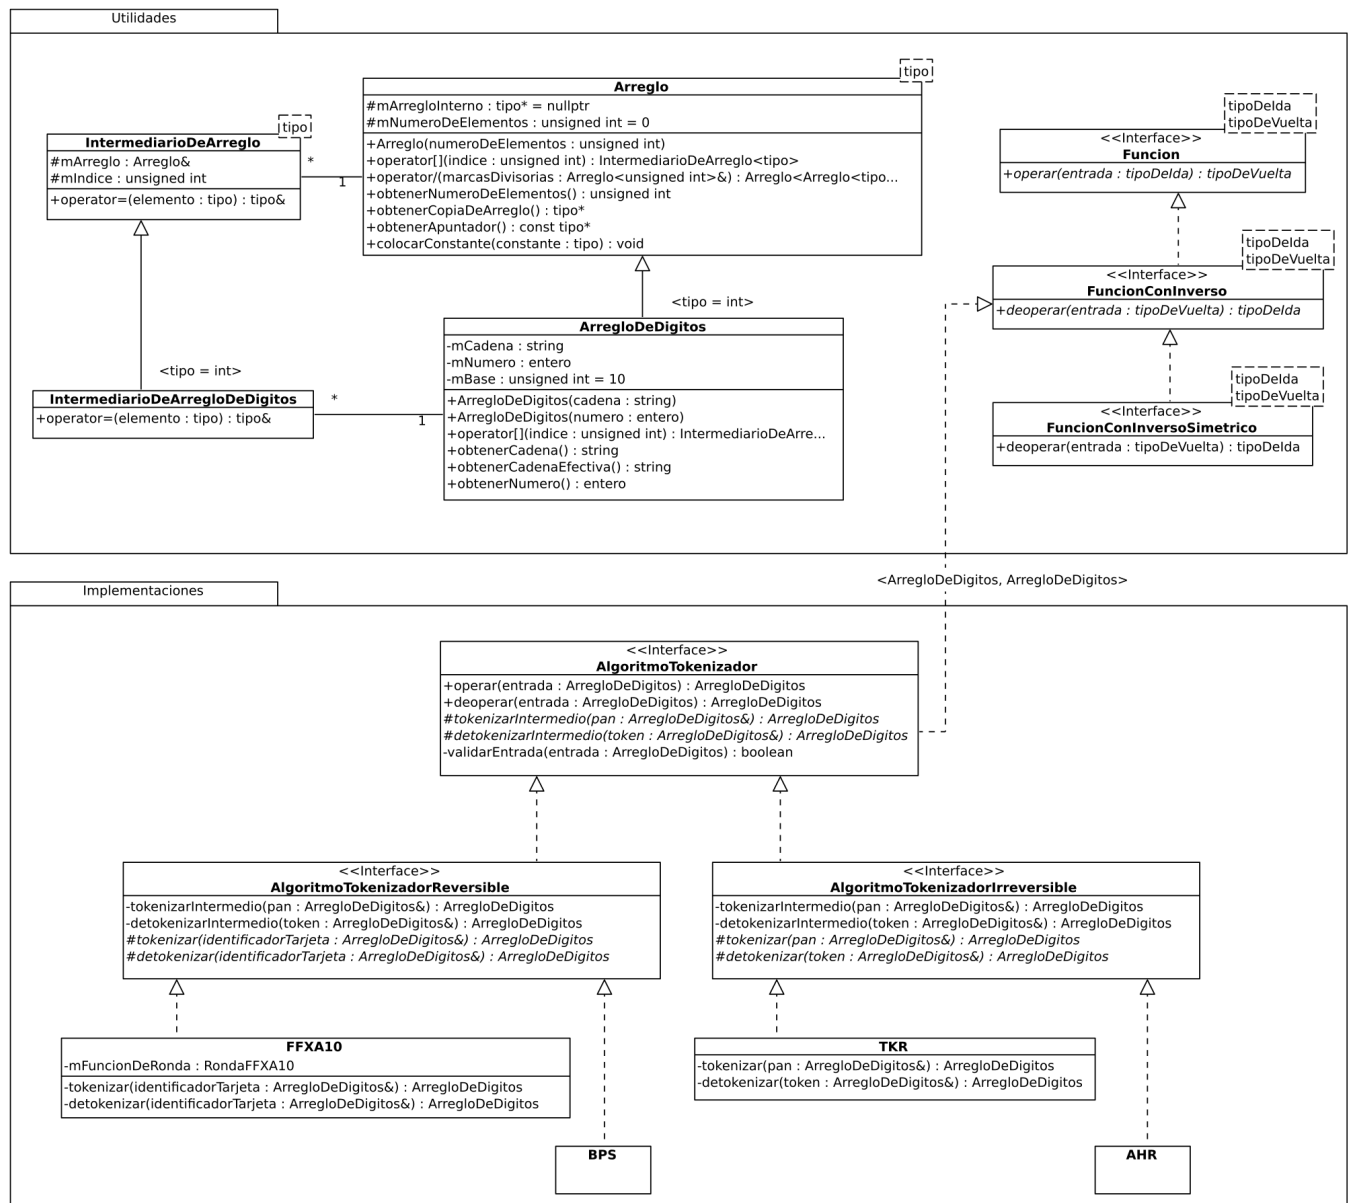 Utilidades
tipo
Arreglo
#mArregloInterno : tipo* = nullptr
#mNumeroDeElementos : unsigned int = 0
+Arreglo(numeroDeElementos : unsigned int)
+operator[](indice : unsigned int) : IntermediarioDeArreglo<tipo>
+operator/(marcasDivisorias : Arreglo<unsigned int>&) : Arreglo<Arreglo<tipo...
+obtenerNumeroDeElementos() : unsigned int
+obtenerCopiaDeArreglo() : tipo*
+obtenerApuntador() : const tipo*
+colocarConstante(constante : tipo) : void
tipo
IntermediarioDeArreglo
#mArreglo : Arreglo&
#mIndice : unsigned int
+operator=(elemento : tipo) : tipo&
*
1
tipoDeIda
tipoDeVuelta
<<Interface>>
Funcion
+operar(entrada : tipoDeIda) : tipoDeVuelta
tipoDeIda
tipoDeVuelta
<<Interface>>
FuncionConInverso
+deoperar(entrada : tipoDeVuelta) : tipoDeIda
tipoDeIda
tipoDeVuelta
<<Interface>>
FuncionConInversoSimetrico
+deoperar(entrada : tipoDeVuelta) : tipoDeIda
<tipo = int>
ArregloDeDigitos
-mCadena : string
-mNumero : entero
-mBase : unsigned int = 10
+ArregloDeDigitos(cadena : string)
+ArregloDeDigitos(numero : entero)
+operator[](indice : unsigned int) : IntermediarioDeArre...
+obtenerCadena() : string
+obtenerCadenaEfectiva() : string
+obtenerNumero() : entero
<tipo = int>
IntermediarioDeArregloDeDigitos
+operator=(elemento : tipo) : tipo&
*
1
<ArregloDeDigitos, ArregloDeDigitos>
Implementaciones
<<Interface>>
AlgoritmoTokenizador
+operar(entrada : ArregloDeDigitos) : ArregloDeDigitos
+deoperar(entrada : ArregloDeDigitos) : ArregloDeDigitos
#tokenizarIntermedio(pan : ArregloDeDigitos&) : ArregloDeDigitos
#detokenizarIntermedio(token : ArregloDeDigitos&) : ArregloDeDigitos
-validarEntrada(entrada : ArregloDeDigitos) : boolean
<<Interface>>
AlgoritmoTokenizadorReversible
-tokenizarIntermedio(pan : ArregloDeDigitos&) : ArregloDeDigitos
-detokenizarIntermedio(token : ArregloDeDigitos&) : ArregloDeDigitos
#tokenizar(identificadorTarjeta : ArregloDeDigitos&) : ArregloDeDigitos
#detokenizar(identificadorTarjeta : ArregloDeDigitos&) : ArregloDeDigitos
<<Interface>>
AlgoritmoTokenizadorIrreversible
-tokenizarIntermedio(pan : ArregloDeDigitos&) : ArregloDeDigitos
-detokenizarIntermedio(token : ArregloDeDigitos&) : ArregloDeDigitos
#tokenizar(pan : ArregloDeDigitos&) : ArregloDeDigitos
#detokenizar(token : ArregloDeDigitos&) : ArregloDeDigitos
FFXA10
-mFuncionDeRonda : RondaFFXA10
-tokenizar(identificadorTarjeta : ArregloDeDigitos&) : ArregloDeDigitos
-detokenizar(identificadorTarjeta : ArregloDeDigitos&) : ArregloDeDigitos
TKR
-tokenizar(pan : ArregloDeDigitos&) : ArregloDeDigitos
-detokenizar(token : ArregloDeDigitos&) : ArregloDeDigitos
BPS
AHR